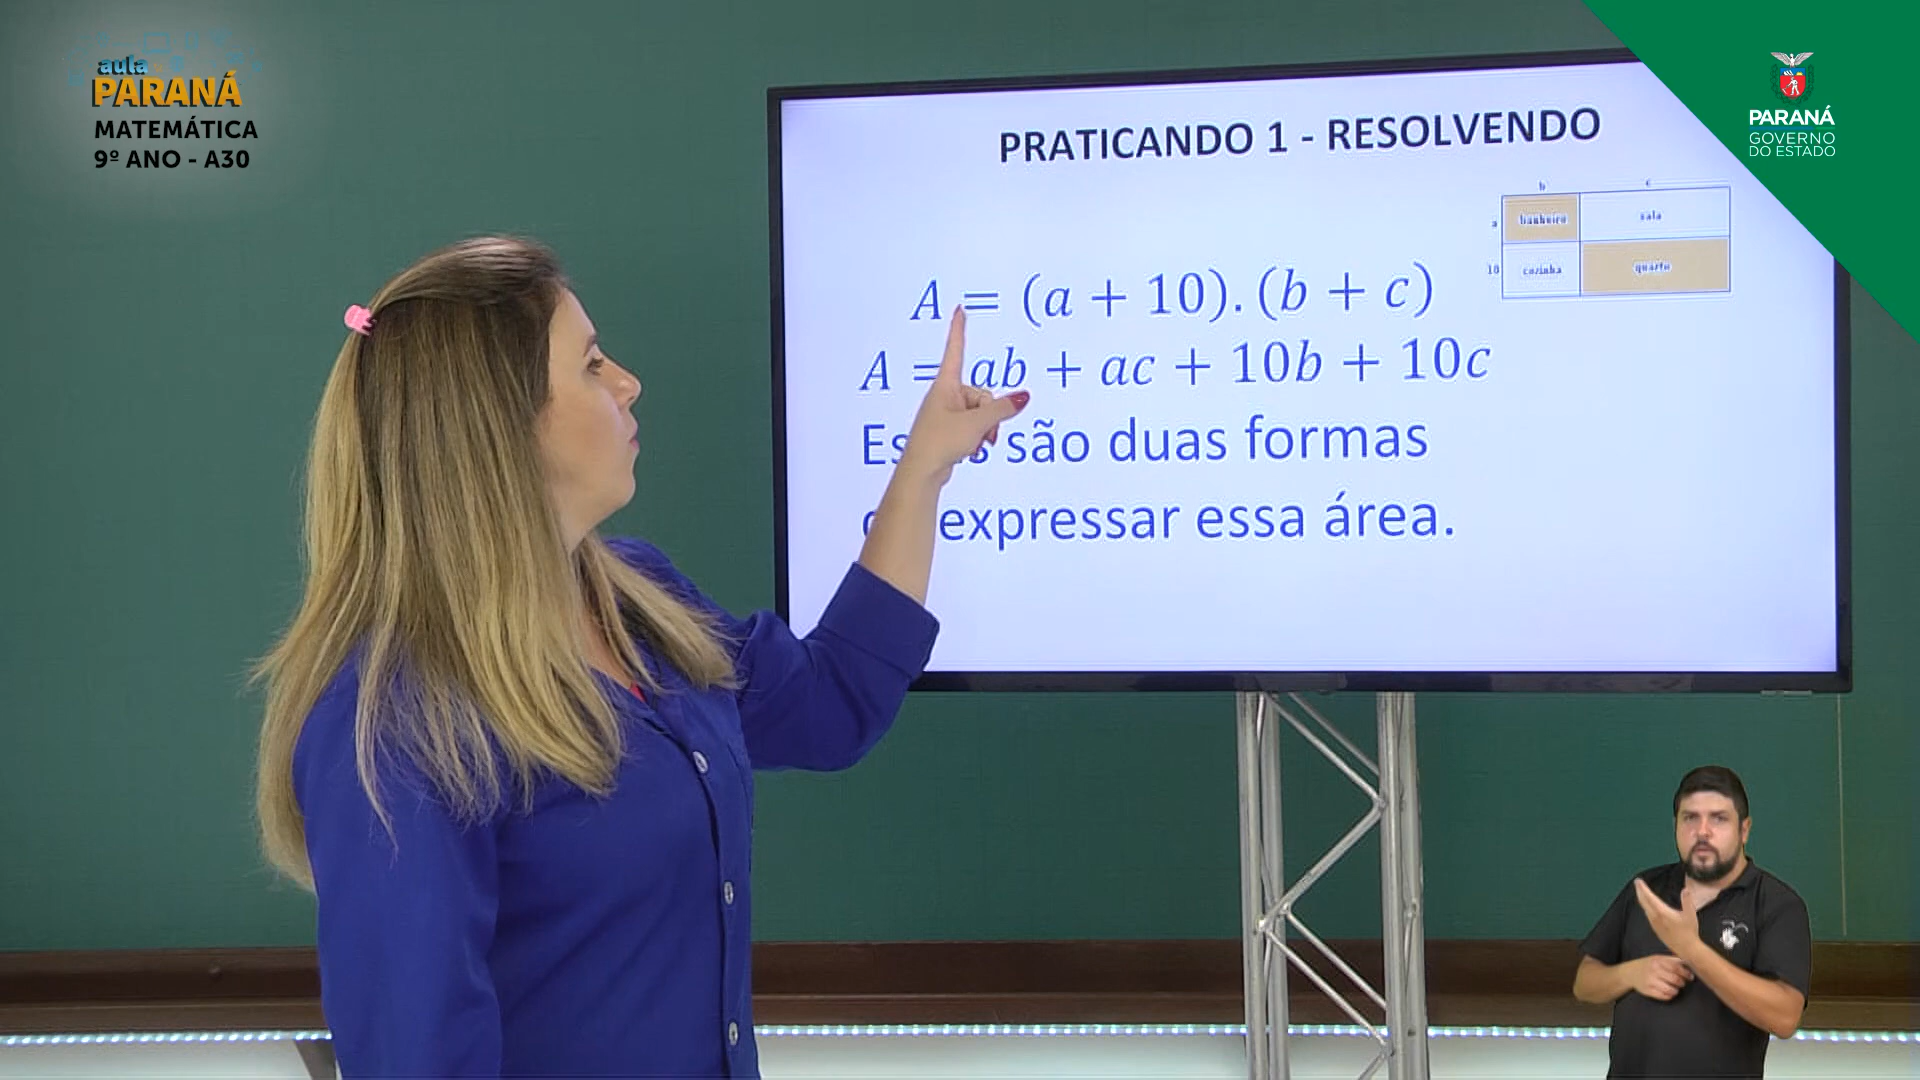 aula
PARANÁ
MATEMÁTICA
9º ANO - A30
PARANÁ
GOVERNO
DO ESTADO
PRATICANDO 1 - RESOLVENDO
b c
a banheiro sala
10 cozinha quarto
A = (a + 10). (b + c)
A = ab + ac + 10b + 10c
são duas formas
expressar essa área.